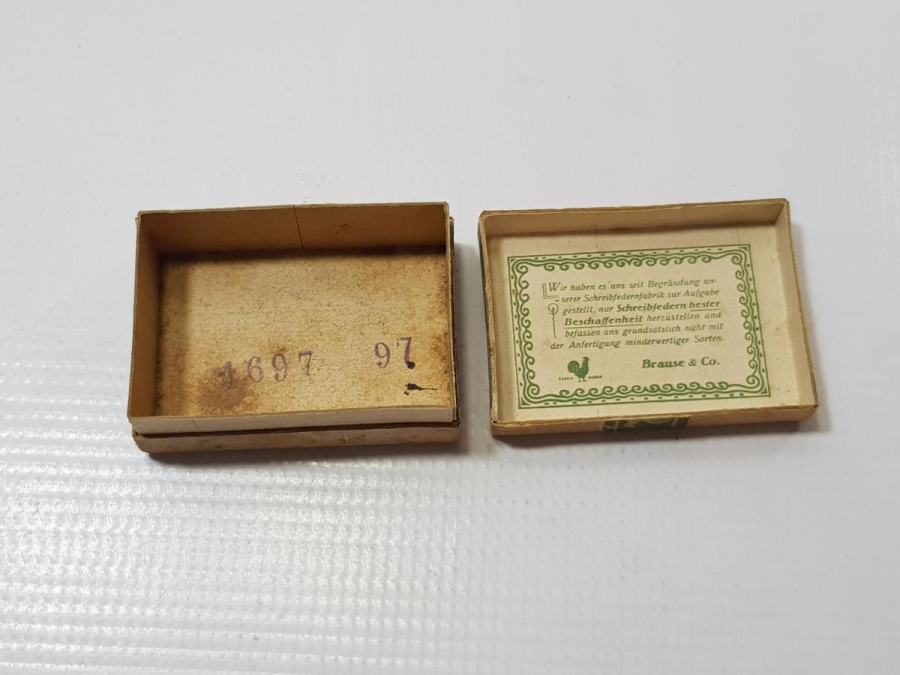 1697 97
Wir haben es uns seit Begründung un-
serer Schreibfedernfabrik zur Aufgabe
gestellt, nur Schreibfedern bester
Beschaffenheit herzustellen und
befassen uns grundsätzlich nicht mit
der Anfertigung minderwertiger Sorten.
Brause & Co.